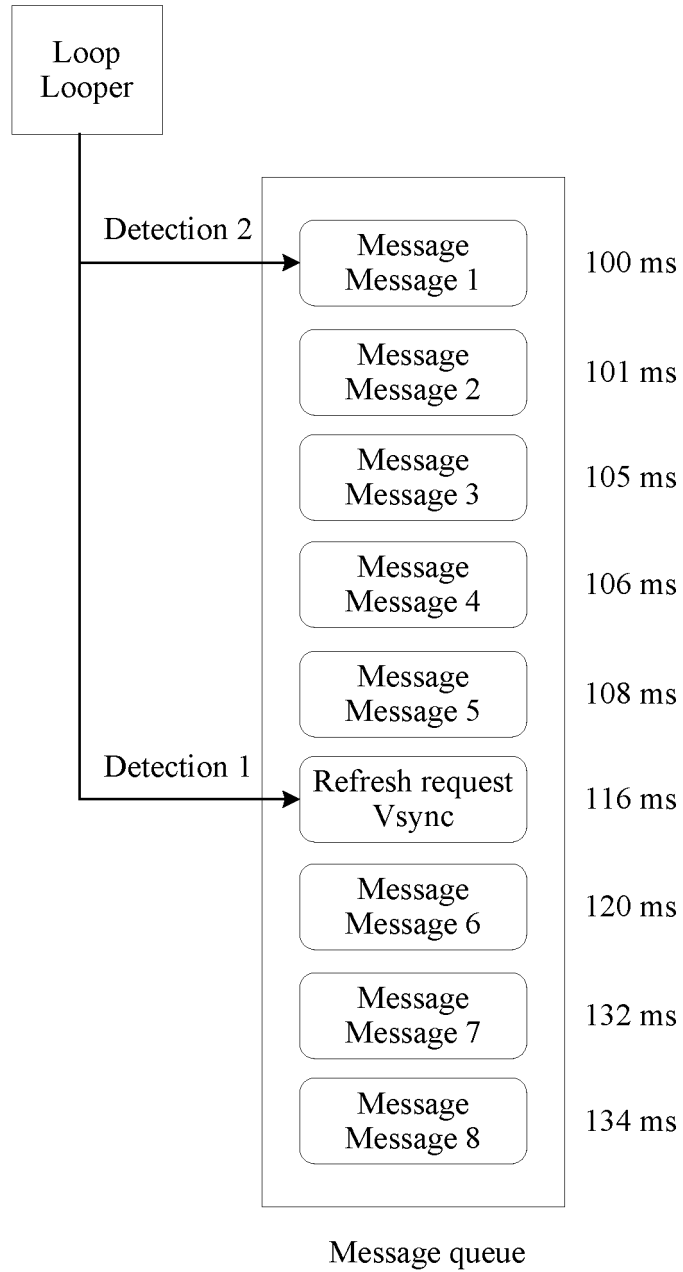 Loop
Looper
Detection 2
Message
Message 1
100 ms
Message
Message 2
101 ms
Message
Message 3
105 ms
Message
Message 4
106 ms
Message
Message 5
108 ms
Detection 1
Refresh request
Vsync
116 ms
Message
Message 6
120 ms
Message
Message 7
132 ms
Message
Message 8
134 ms
Message queue